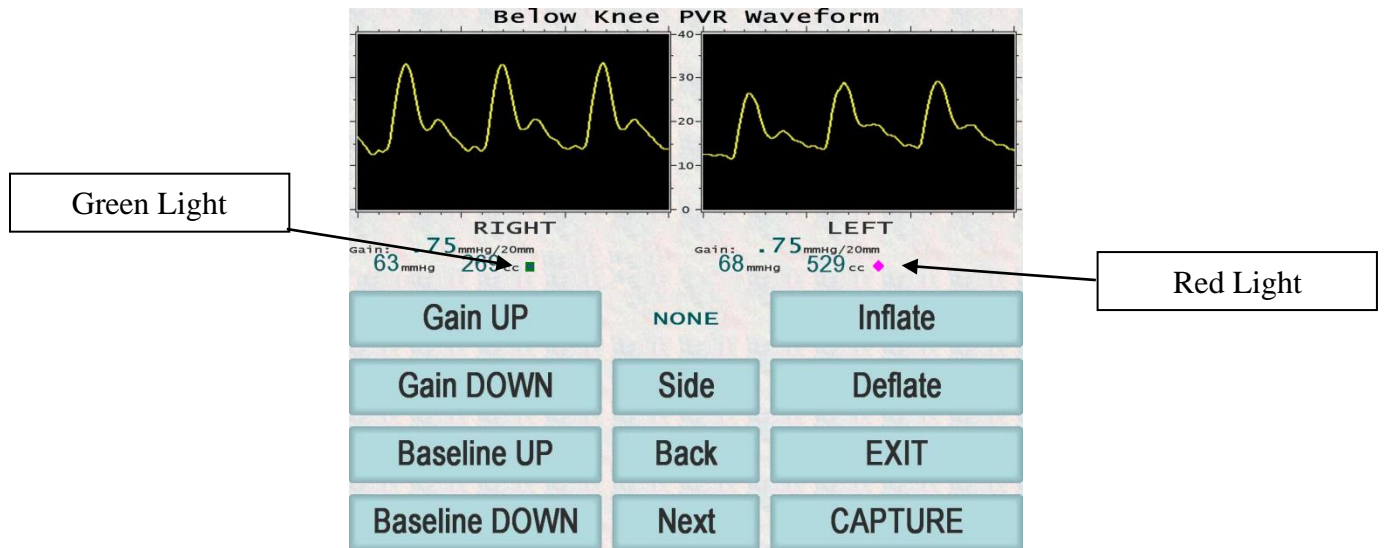 Below Knee PVR Waveform
40
30
20
10
0
Green Light
RIGHT
LEFT
Gain: .75 mmHg/20mm
63 mmHg 269 cc
Gain: .75 mmHg/20mm
68 mmHg 529 cc
Red Light
Gain UP
NONE
Inflate
Gain DOWN
Side
Deflate
Baseline UP
Back
EXIT
Baseline DOWN
Next
CAPTURE